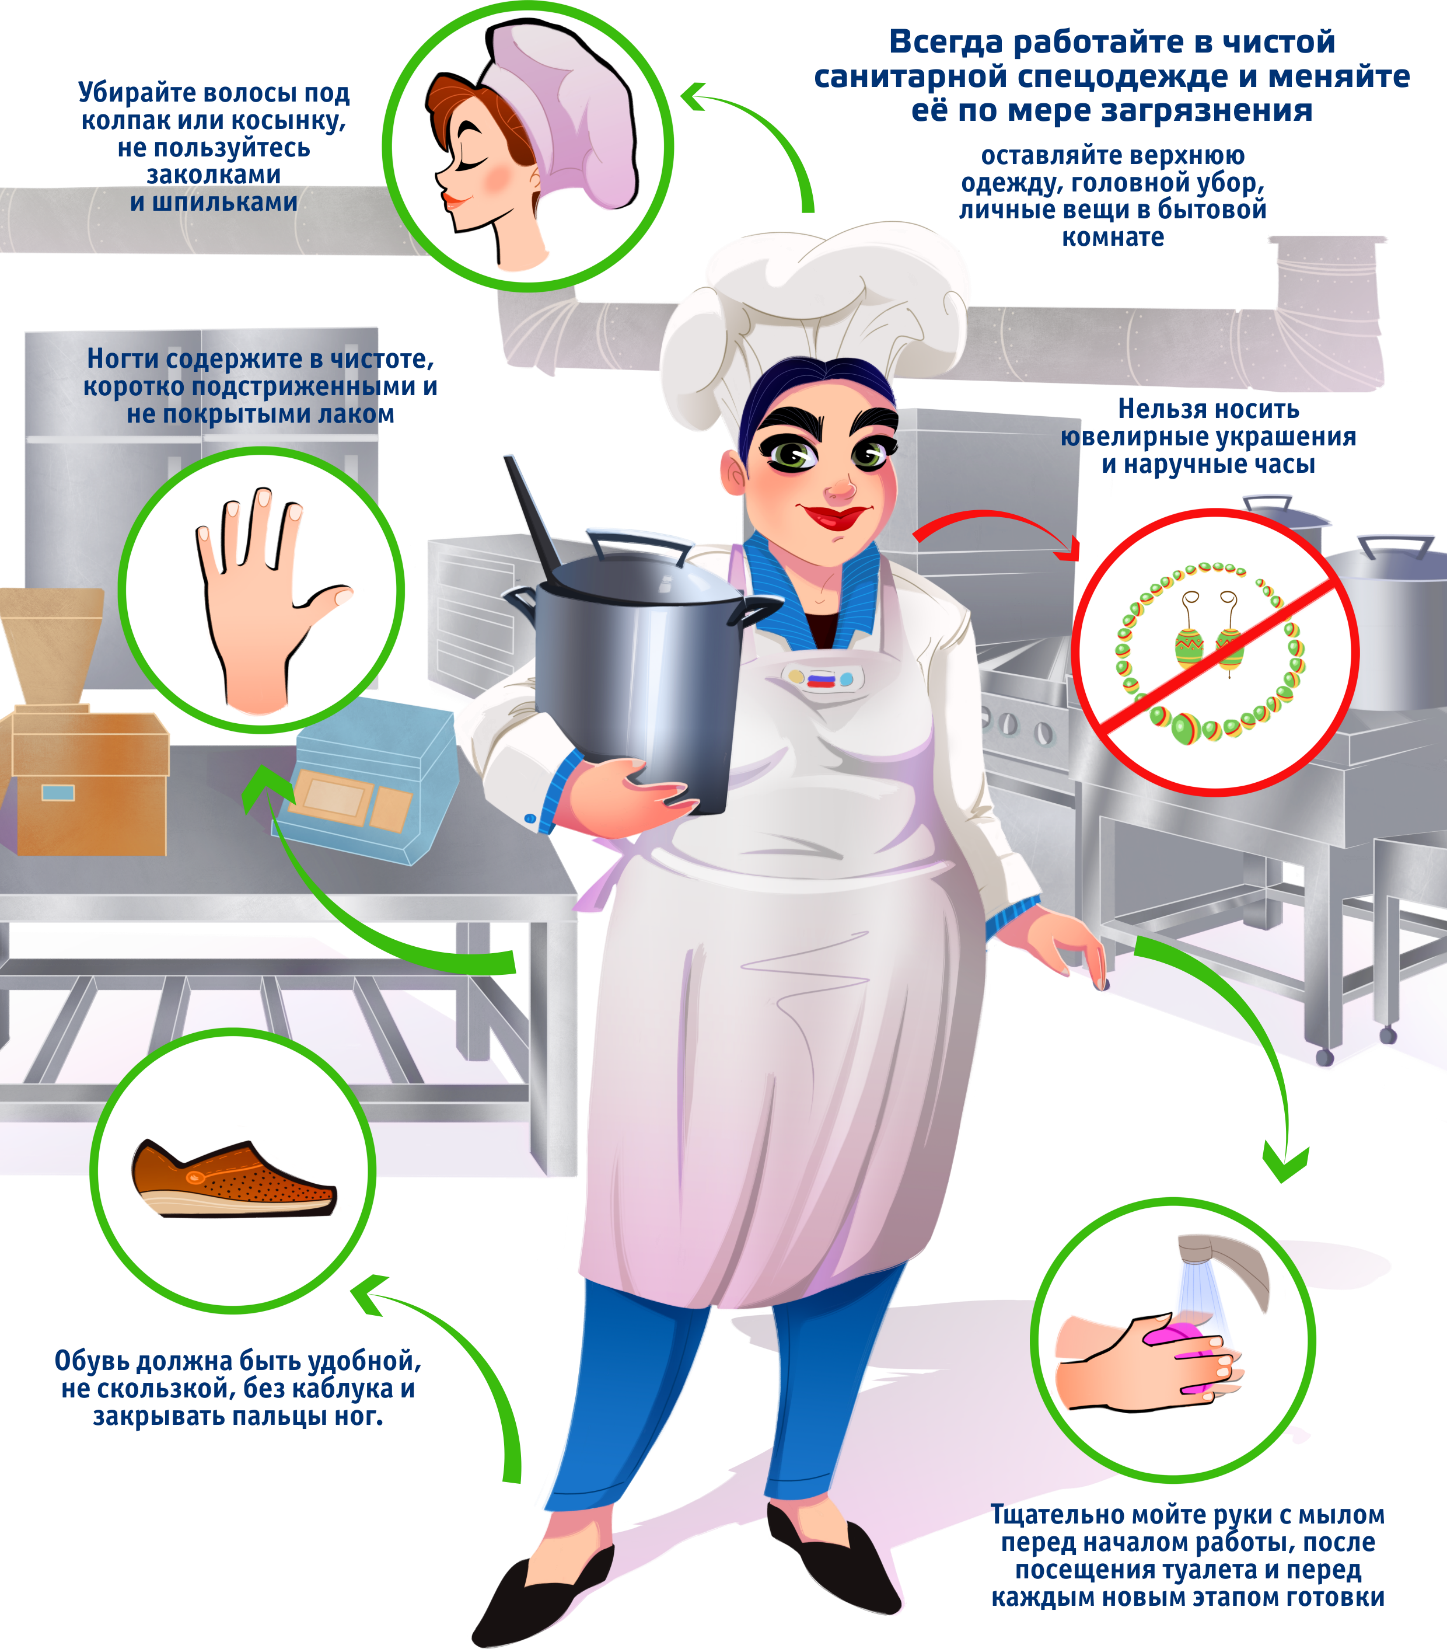 Всегда работайте в чистой
санитарной спецодежде и меняйте
её по мере загрязнения
оставляйте верхнюю
одежду, головной убор,
личные вещи в бытовой
комнате
Убирайте волосы под
колпак или косынку,
не пользуйтесь
заколками
и шпильками
Ногти содержите в чистоте,
коротко подстриженными и
не покрытыми лаком
Нельзя носить
ювелирные украшения
и наручные часы
Обувь должна быть удобной,
не скользкой, без каблука и
закрывать пальцы ног.
Тщательно мойте руки с мылом
перед началом работы, после
посещения туалета и перед
каждым новым этапом готовки